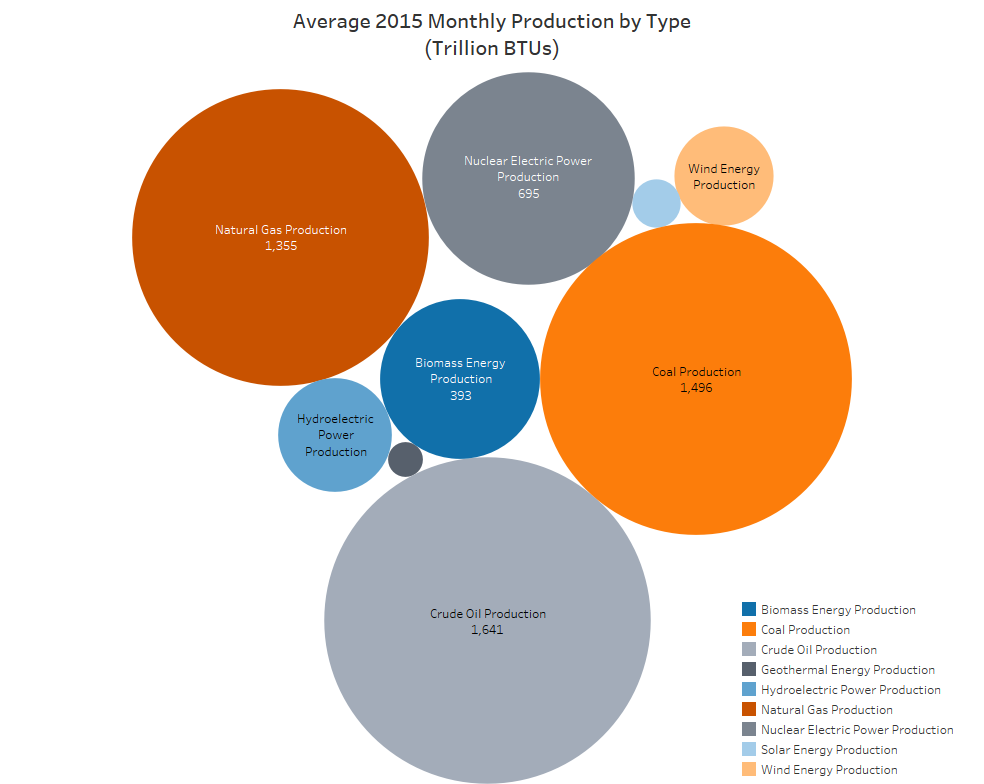 Average 2015 Monthly Production by Type
(Trillion BTUs)
Nuclear Electric Power
Production
695
Wind Energy
Production
Natural Gas Production
1,355
Biomass Energy
Production
393
Coal Production
1,496
Hydroelectric
Power
Production
Crude Oil Production
1,641
Biomass Energy Production
Coal Production
Crude Oil Production
Geothermal Energy Production
Hydroelectric Power Production
Natural Gas Production
Nuclear Electric Power Production
Solar Energy Production
Wind Energy Production